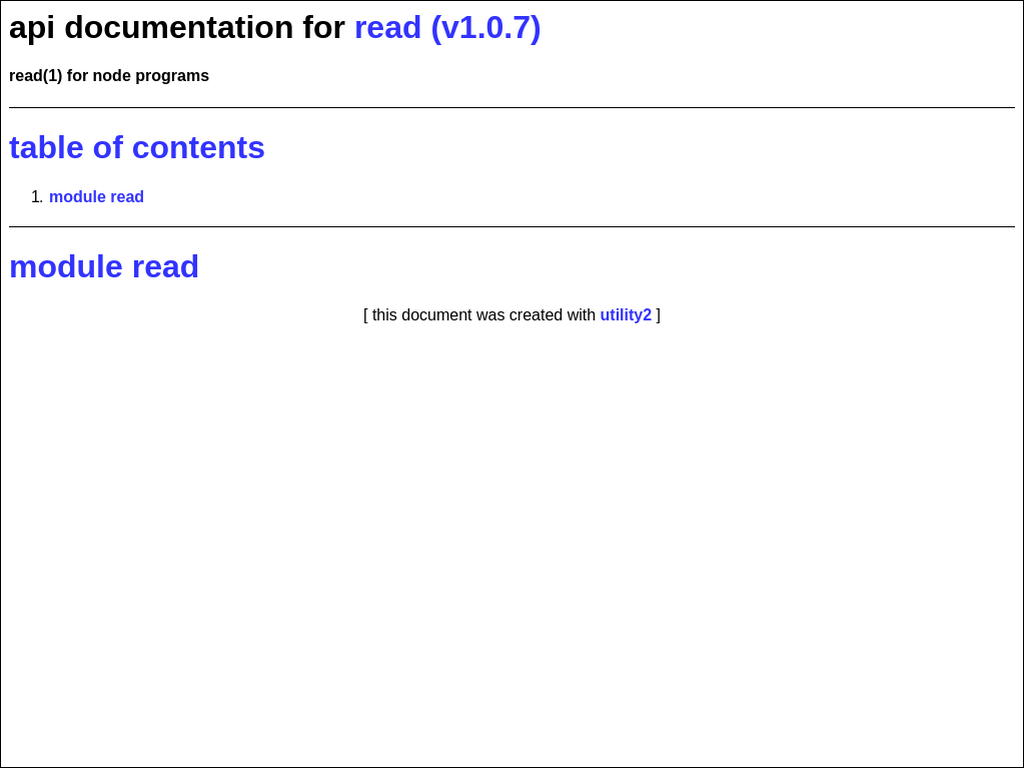 api documentation for read (v1.0.7)
read(1) for node programs
table of contents
1. module read
module read
[ this document was created with utility2 ]